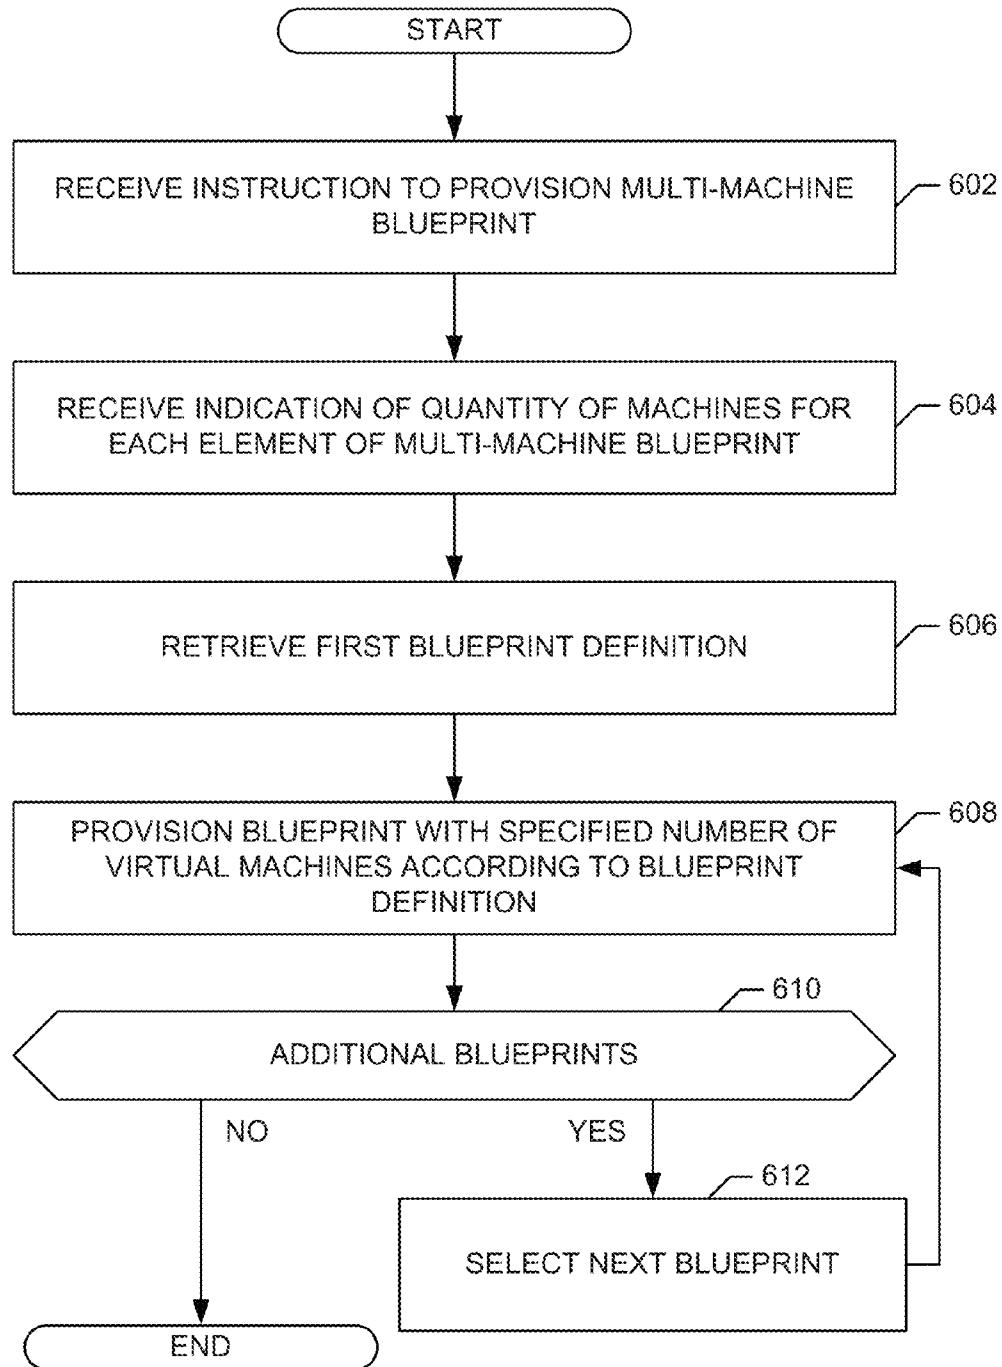 START
RECEIVE INSTRUCTION TO PROVISION MULTI-MACHINE
BLUEPRINT
602
RECEIVE INDICATION OF QUANTITY OF MACHINES FOR
EACH ELEMENT OF MULTI-MACHINE BLUEPRINT
604
RETRIEVE FIRST BLUEPRINT DEFINITION
606
PROVISION BLUEPRINT WITH SPECIFIED NUMBER OF
VIRTUAL MACHINES ACCORDING TO BLUEPRINT
DEFINITION
608
610
ADDITIONAL BLUEPRINTS
NO
YES
612
SELECT NEXT BLUEPRINT
END